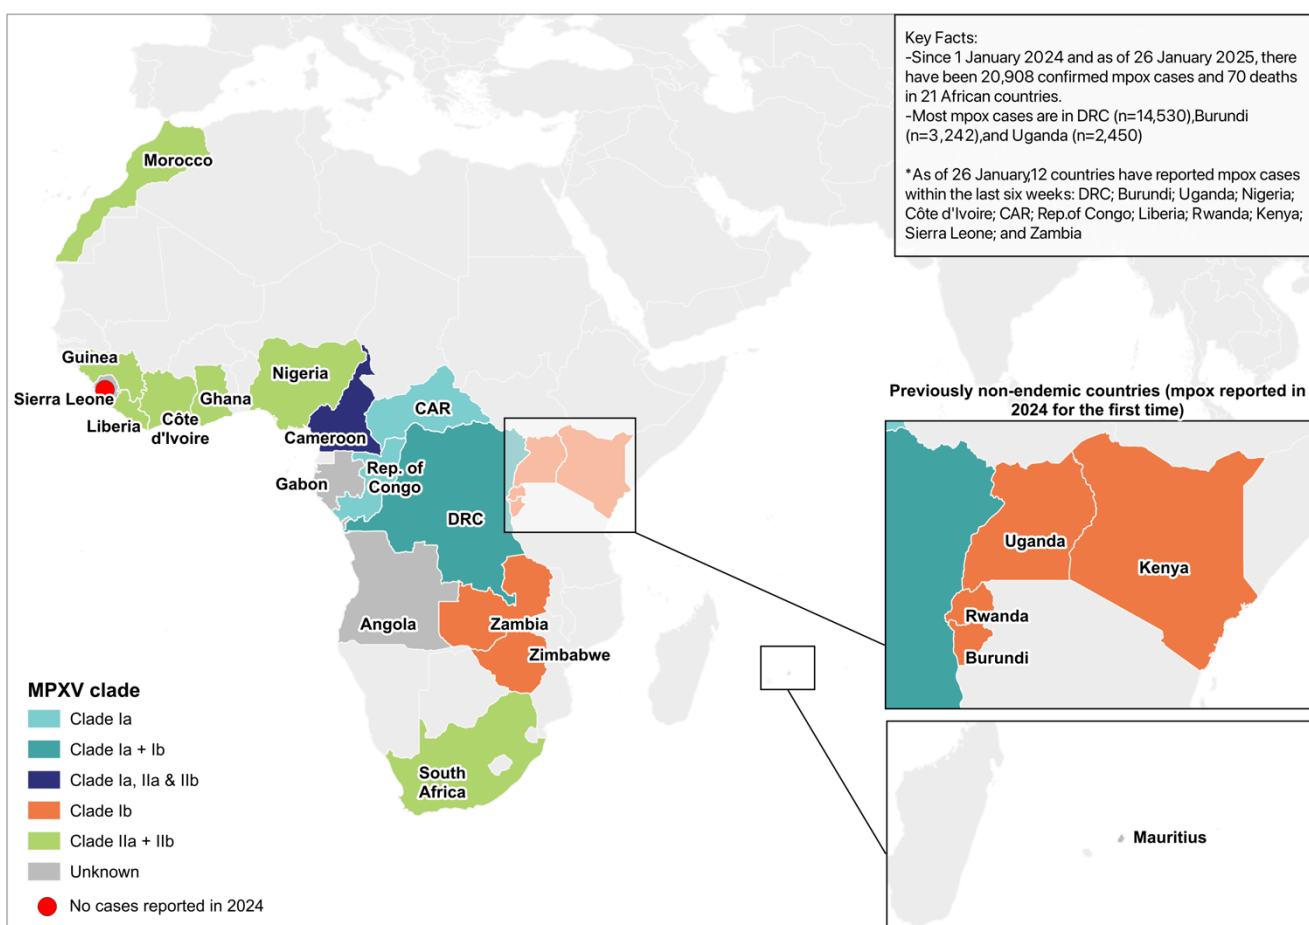 Key Facts:
-Since 1 January 2024 and as of 26 January 2025, there
have been 20,908 confirmed mpox cases and 70 deaths
in 21 African countries.
-Most mpox cases are in DRC (n=14,530),Burundi
(n=3,242),and Uganda (n=2,450)
*As of 26 January,12 countries have reported mpox cases
within the last six weeks: DRC; Burundi; Uganda; Nigeria;
Côte d'Ivoire; CAR; Rep.of Congo; Liberia; Rwanda; Kenya;
Sierra Leone; and Zambia
Morocco
Guinea
Sierra Leone
Liberia
Côte
d'Ivoire
Ghana
Nigeria
Cameroon
CAR
Gabon
Rep. of
Congo
DRC
Angola
Zambia
Zimbabwe
South
Africa
Previously non-endemic countries (mpox reported in
2024 for the first time)
Uganda
Kenya
Rwanda
Burundi
Mauritius
MPXV clade
Clade Ia
Clade Ia + Ib
Clade Ia, IIa & IIb
Clade Ib
Clade IIa + IIb
Unknown
No cases reported in 2024